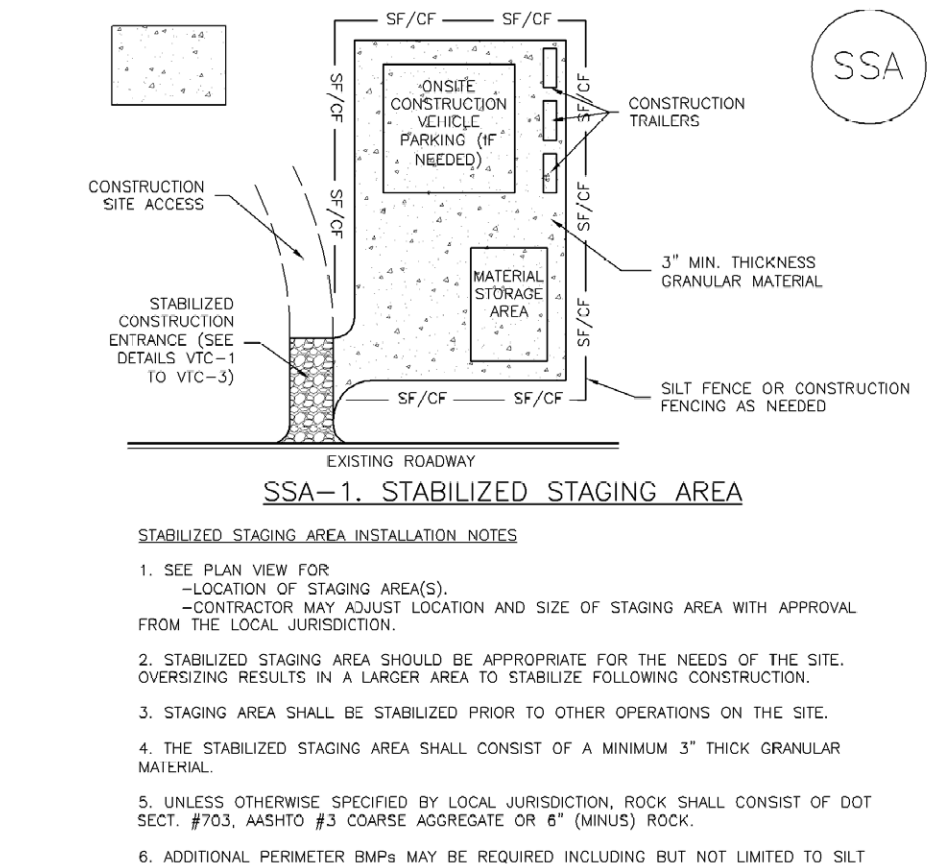 SF/CF SF/CF
SSA
SF/CF
ONSITE
CONSTRUCTION
VEHICLE
PARKING (IF
NEEDED)
SF/CF
CONSTRUCTION
TRAILERS
CONSTRUCTION
SITE ACCESS
SF/CF
SF/CF
3" MIN. THICKNESS
GRANULAR MATERIAL
MATERIAL
STORAGE
AREA
STABILIZED
CONSTRUCTION
ENTRANCE (SEE
DETAILS VTC-1
TO VTC-3)
SF/CF
SF/CF SF/CF
SILT FENCE OR CONSTRUCTION
FENCING AS NEEDED
EXISTING ROADWAY
SSA-1. STABILIZED STAGING AREA
STABILIZED STAGING AREA INSTALLATION NOTES
1. SEE PLAN VIEW FOR
-LOCATION OF STAGING AREA(S).
-CONTRACTOR MAY ADJUST LOCATION AND SIZE OF STAGING AREA WITH APPROVAL
FROM THE LOCAL JURISDICTION.
2. STABILIZED STAGING AREA SHOULD BE APPROPRIATE FOR THE NEEDS OF THE SITE.
OVERSIZING RESULTS IN A LARGER AREA TO STABILIZE FOLLOWING CONSTRUCTION.
3. STAGING AREA SHALL BE STABILIZED PRIOR TO OTHER OPERATIONS ON THE SITE.
4. THE STABILIZED STAGING AREA SHALL CONSIST OF A MINIMUM 3" THICK GRANULAR
MATERIAL.
5. UNLESS OTHERWISE SPECIFIED BY LOCAL JURISDICTION, ROCK SHALL CONSIST OF DOT
SECT. #703, AASHTO #3 COARSE AGGREGATE OR 6" (MINUS) ROCK.
6. ADDITIONAL PERIMETER BMPs MAY BE REQUIRED INCLUDING BUT NOT LIMITED TO SILT